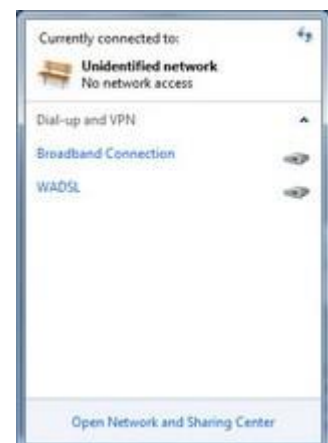 Currently connected to:
Unidentified network
No network access
Dial-up and VPN
Broadband Connection
WADSL
Open Network and Sharing Center